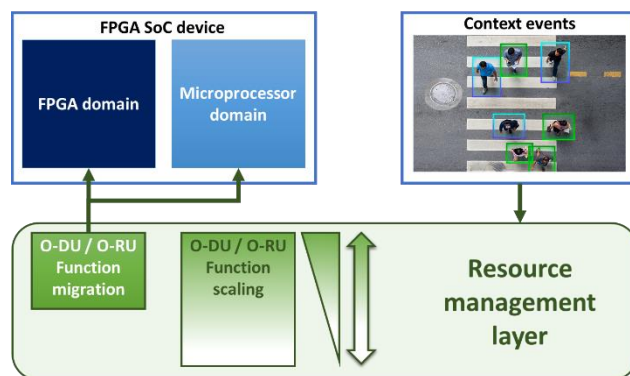 FPGA SoC device
FPGA domain
Microprocessor
domain
Context events
O-DU / O-RU
Function
migration
O-DU / O-RU
Function
scaling
Resource
management
layer